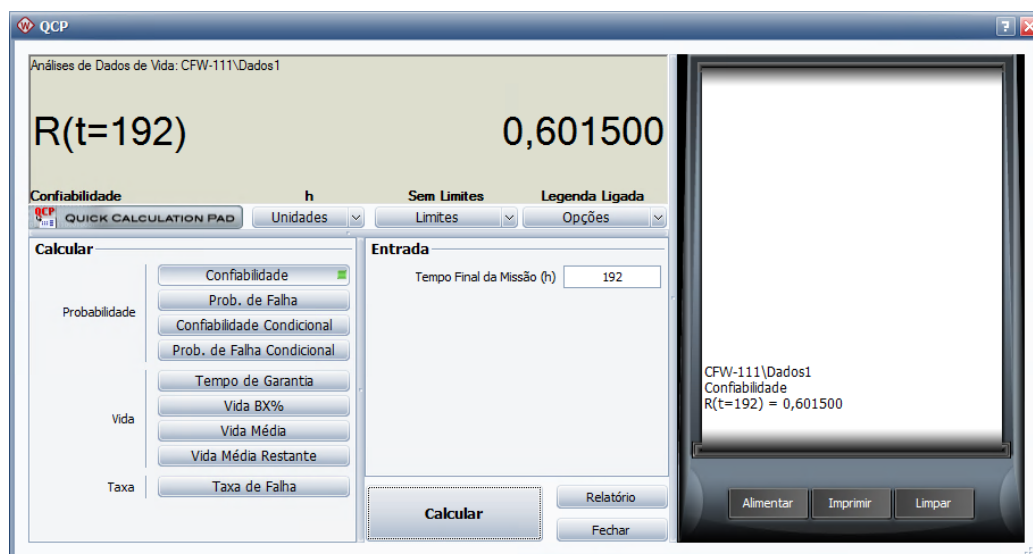 QCP
Análises de Dados de Vida: CFW-111\Dados1
R(t=192) 0,601500
Confiabilidade h Sem Limites Legenda Ligada
QCP QUICK CALCULATION PAD Unidades Limites Opções
Calcular
Probabilidade
Confiabilidade
Prob. de Falha
Confiabilidade Condicional
Prob. de Falha Condicional
Vida
Tempo de Garantia
Vida BX%
Vida Média
Vida Média Restante
Taxa
Taxa de Falha
Entrada
Tempo Final da Missão (h) 192
Calcular
Relatório
Fechar
CFW-111\Dados1
Confiabilidade
R(t=192) = 0,601500
Alimentar Imprimir Limpar